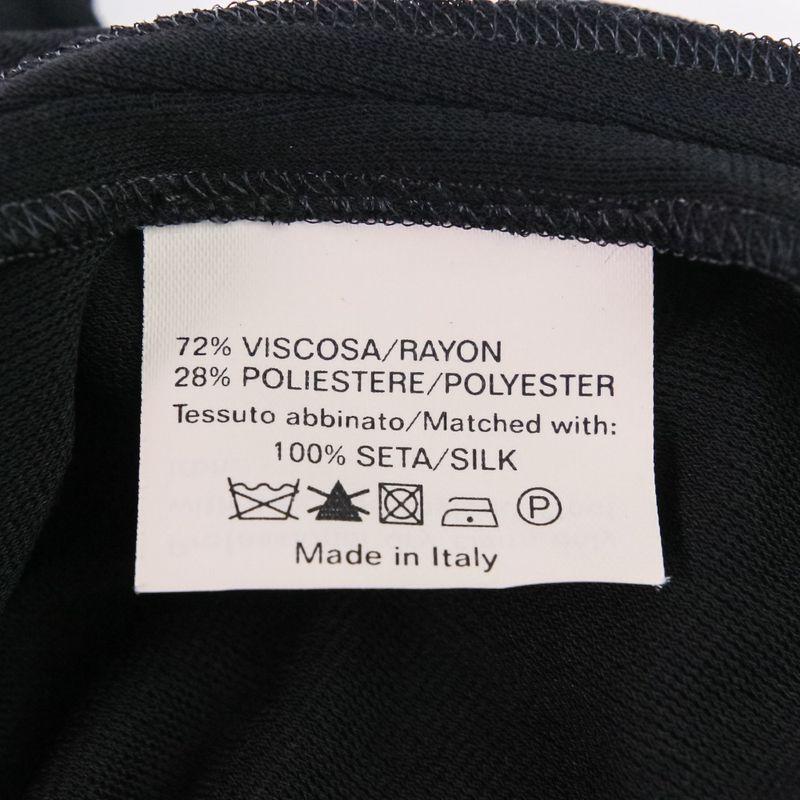 72% VISCOSA/RAYON
28% POLIESTERE/POLYESTER
Tessuto abbinato/Matched with:
100% SETA/SILK
P
Made in Italy